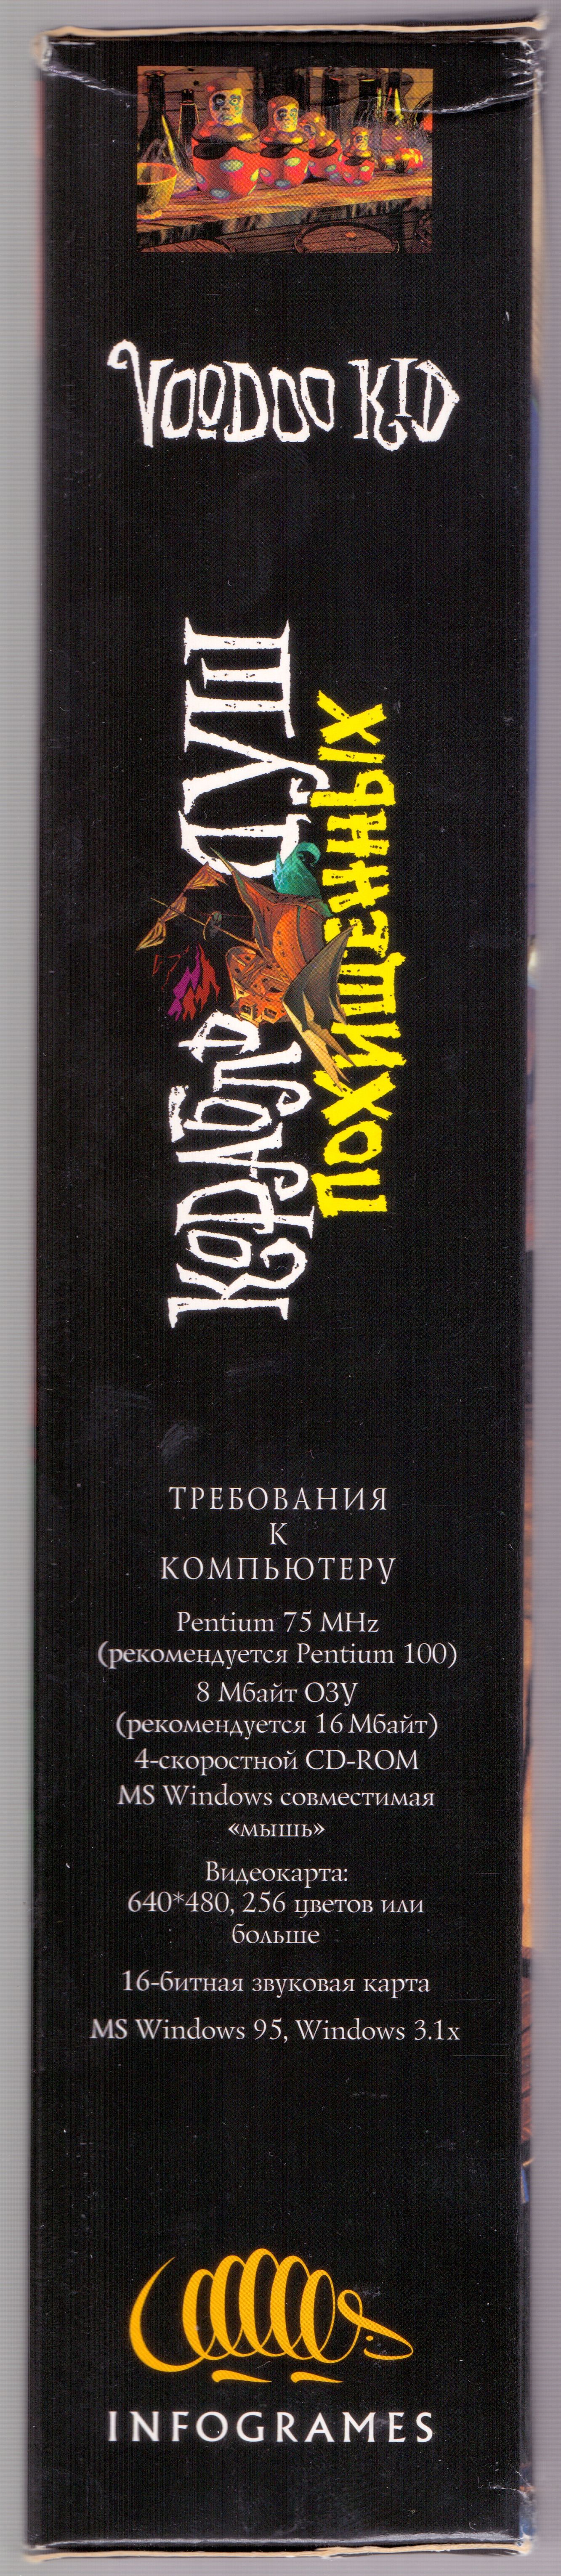 VOODOO KID
КОРАБЛЬ ДУШ
ПОХИЩЕННЫХ
ТРЕБОВАНИЯ
К
КОМПЬЮТЕРУ
Pentium 75 MHz
(рекомендуется Pentium 100)
8 Мбайт ОЗУ
(рекомендуется 16 Мбайт)
4-скоростной CD-ROM
MS Windows совместимая
«мышь»
Видеокарта:
640*480, 256 цветов или
больше
16-битная звуковая карта
MS Windows 95, Windows 3.1x
INFOGRAMES